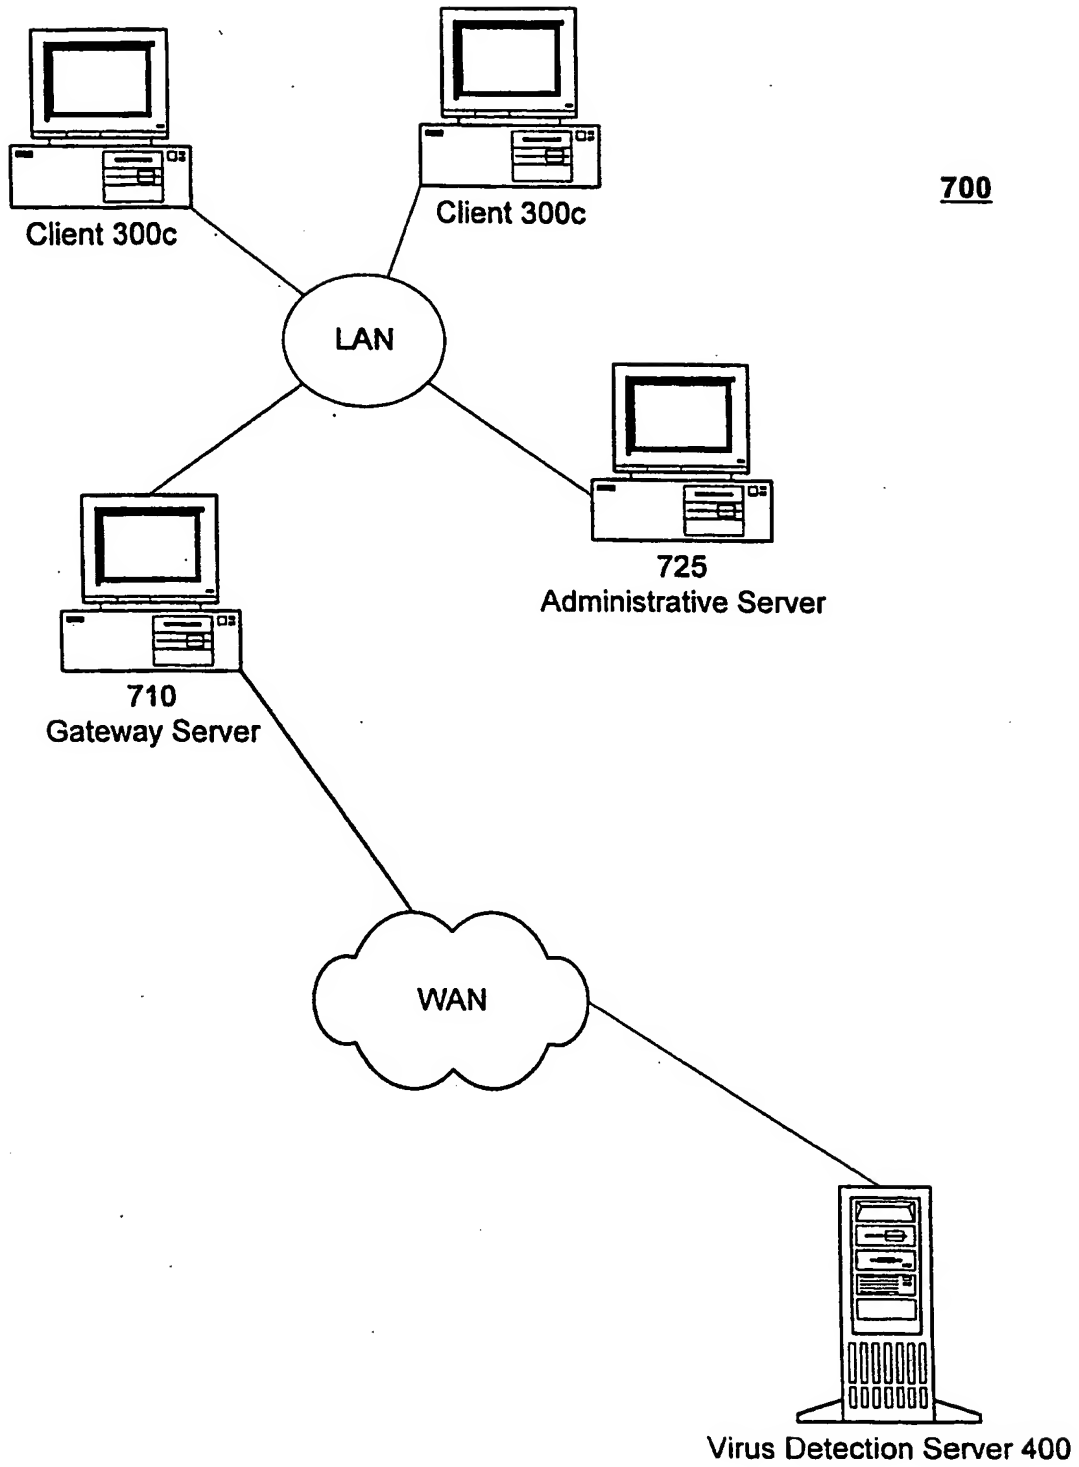 Client 300c
Client 300c
700
LAN
725
Administrative Server
710
Gateway Server
WAN
Virus Detection Server 400